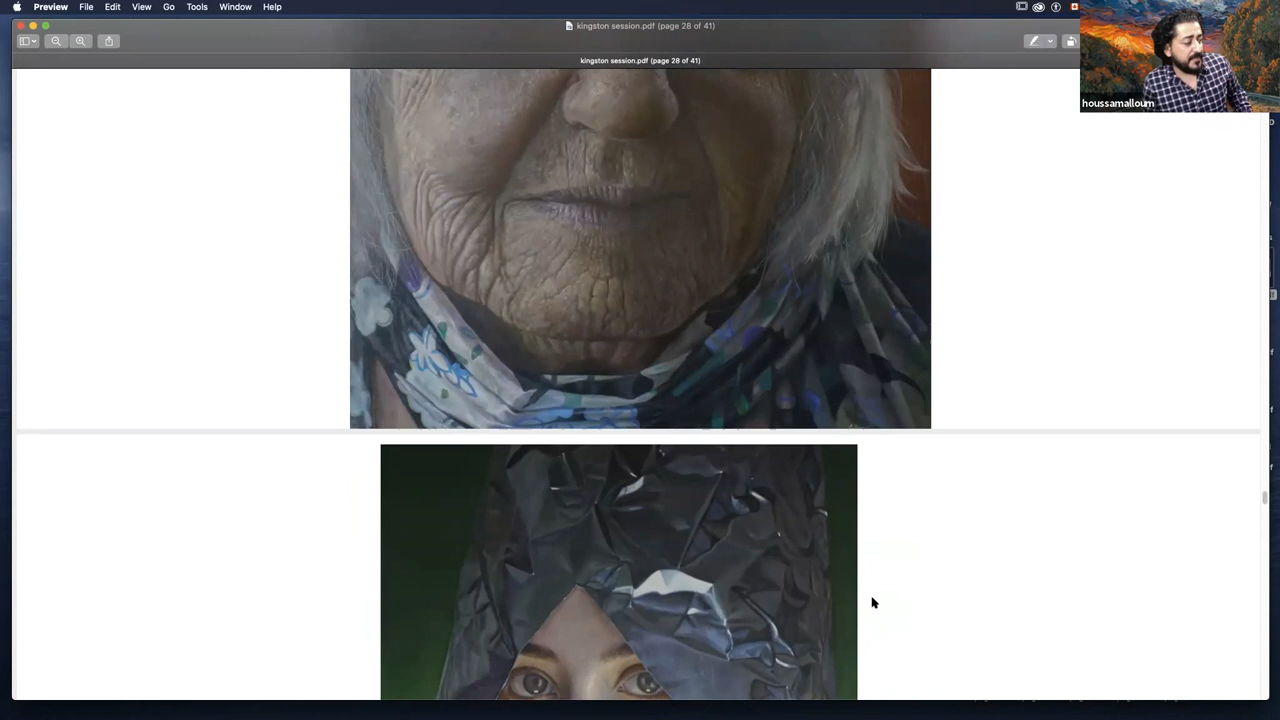 Preview File Edit View Go Tools Window Help
kingston session.pdf (page 28 of 41)
kingston session.pdf (page 28 of 41)
houssamalloum